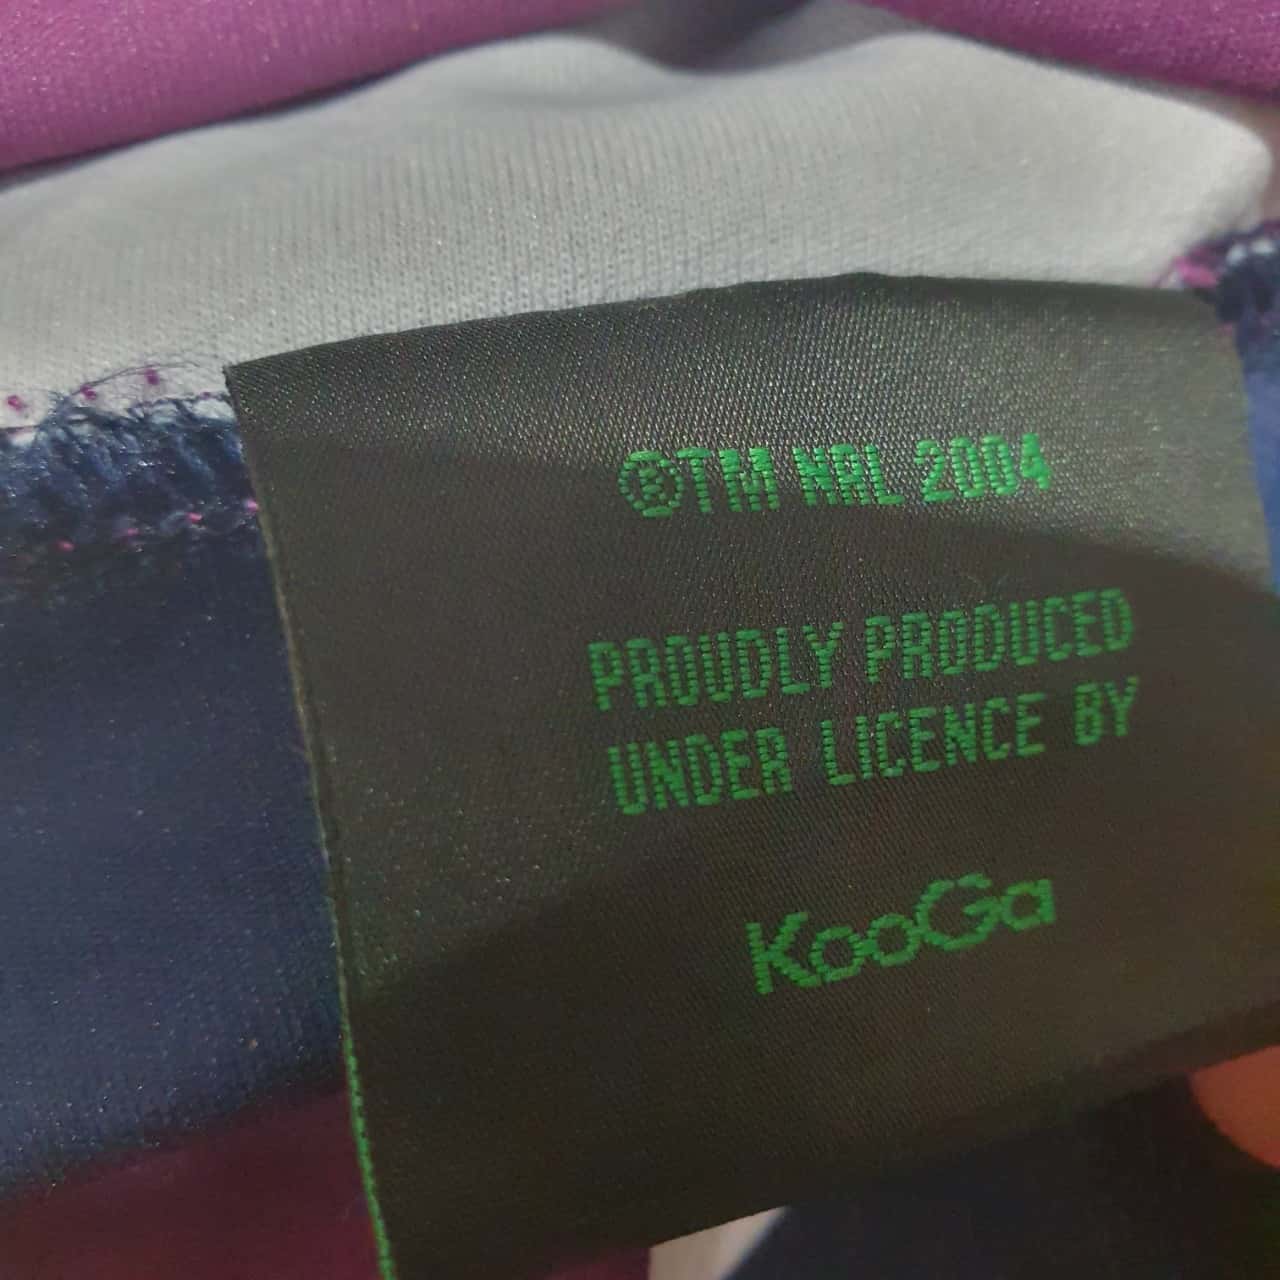 ®TM NRL 2004
PROUDLY PRODUCED
UNDER LICENCE BY
KooGa